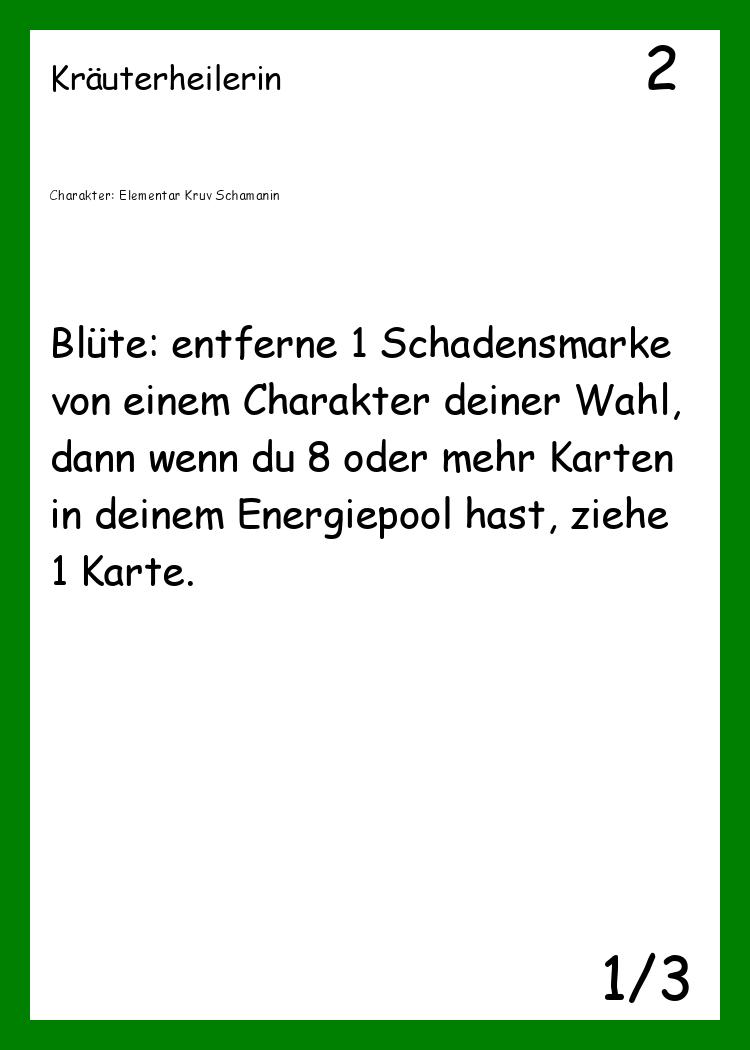 Kräuterheilerin 2
Charakter: Elementar Kruv Schamanin
Blüte: entferne 1 Schadensmarke
von einem Charakter deiner Wahl,
dann wenn du 8 oder mehr Karten
in deinem Energiepool hast, ziehe
1 Karte.
1/3